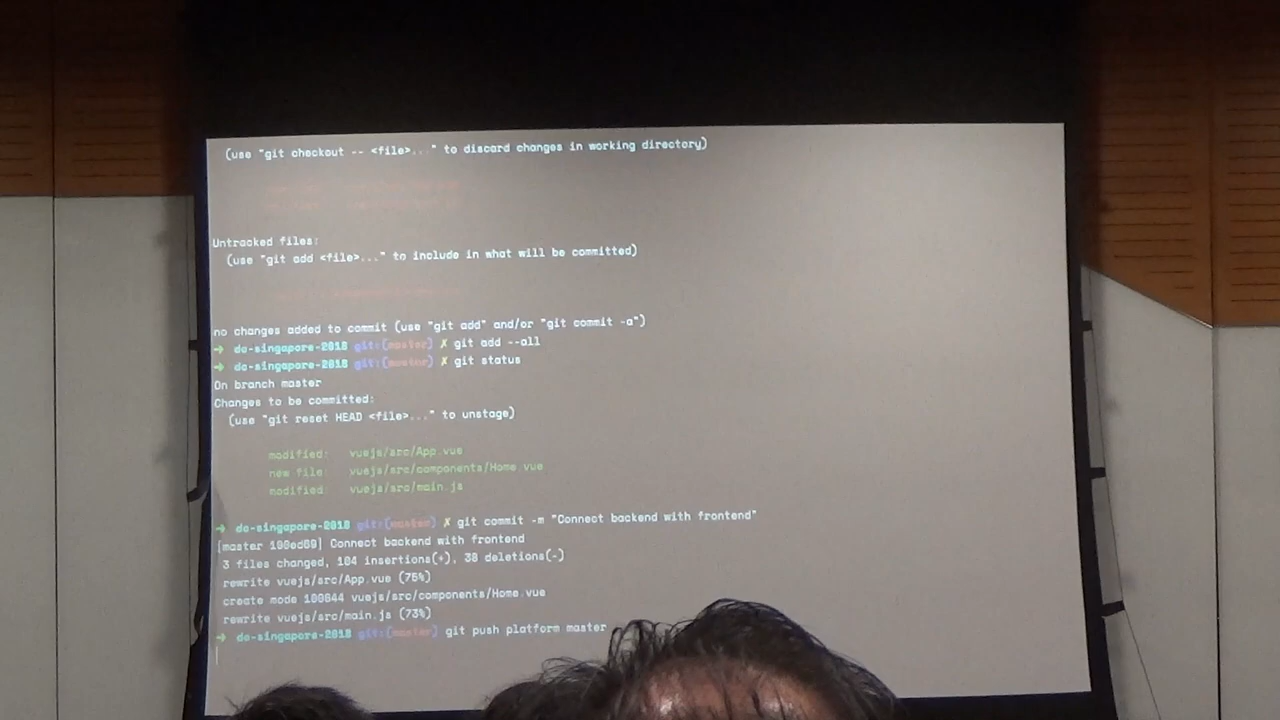 (use "git checkout -- <file>..." to discard changes in working directory)
Untracked files:
(use "git add <file>..." to include in what will be committed)
no changes added to commit (use "git add" and/or "git commit -a")
➜ dc-singapore-2018 git:(master) ✗ git add --all
➜ dc-singapore-2018 git:(master) ✗ git status
On branch master
Changes to be committed:
(use "git reset HEAD <file>..." to unstage)
modified: vuejs/src/App.vue
new file: vuejs/src/components/Home.vue
modified: vuejs/src/main.js
➜ dc-singapore-2018 git:(master) ✗ git commit -m "Connect backend with frontend"
[master Connect backend with frontend
3 files changed, 104 insertions(+), 38 deletions(-)
rewrite vuejs/src/App.vue (75%)
create mode 100644 vuejs/src/components/Home.vue
rewrite vuejs/src/main.js (73%)
➜ dc-singapore-2018 git:(master) git push platform master